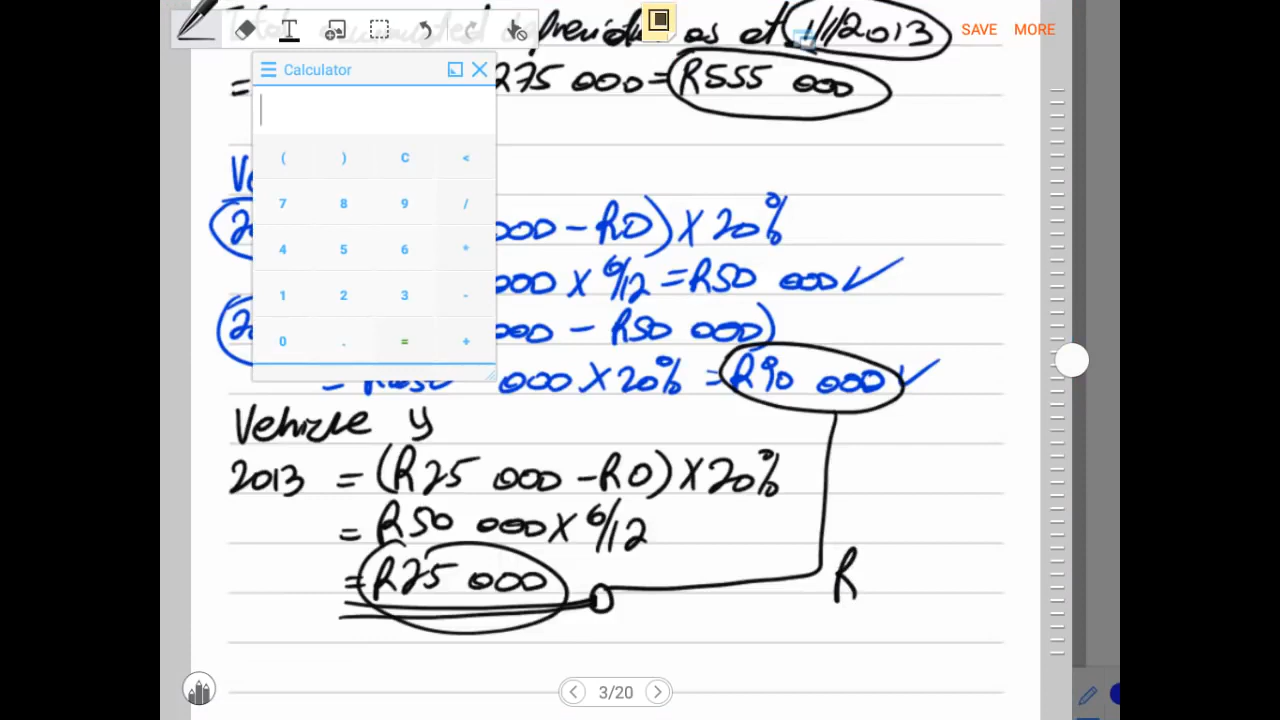 SAVE MORE
as at 1/1/2013
Calculator
= 275 000 = R555 000
( ) C <
7 8 9 /
4 5 6 *
1 2 3 -
0 . = +
000 - R0) X 20%
000 X 6/12 = R50 000 ✓
000 - R50 000)
= 000 X 20% = R90 000 ✓
Vehicle y
2013 = (R25 000 - R0) X 20%
= R50 000 X 6/12
= R25 000
R
3/20